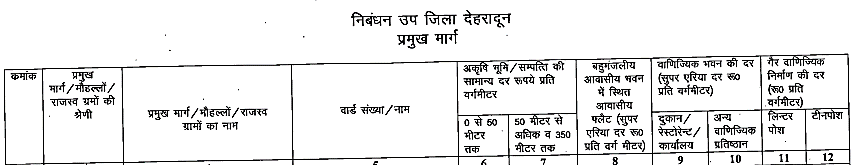 निबंधन उप जिला देहरादून
प्रमुख मार्ग
कमांक
प्रमुख
मार्ग/मौहल्लों/
राजस्व ग्रमों की
श्रेणी
प्रमुख मार्ग/मौहल्लों/राजस्व
ग्रामों का नाम
वार्ड संख्या/नाम
अकृषि भूमि/सम्पत्ति की
सामान्य दर रूपये प्रति
वर्गमीटर
0 से 60
मीटर
तक
50 मीटर से
अधिक व 350
मीटर तक
बहुमंजलीय
आवासीय भवन
में स्थित
आवासीय
फ्लैट (सुपर
एरिया दर रू0
प्रति वर्ग मीटर)
वाणिज्यिक भवन की दर
(सुपर एरिया दर रू0
प्रति वर्गमीटर)
दुकान/
रेस्टोरेन्ट/
कार्यालय
अन्य
वाणिज्यिक
प्रतिष्ठान
गैर वाणिज्यिक
निर्माण की दर
(रू0 प्रति
वर्गमीटर)
लिन्टर
पोश
टीनपोश
6 7 8 9 10 11 12